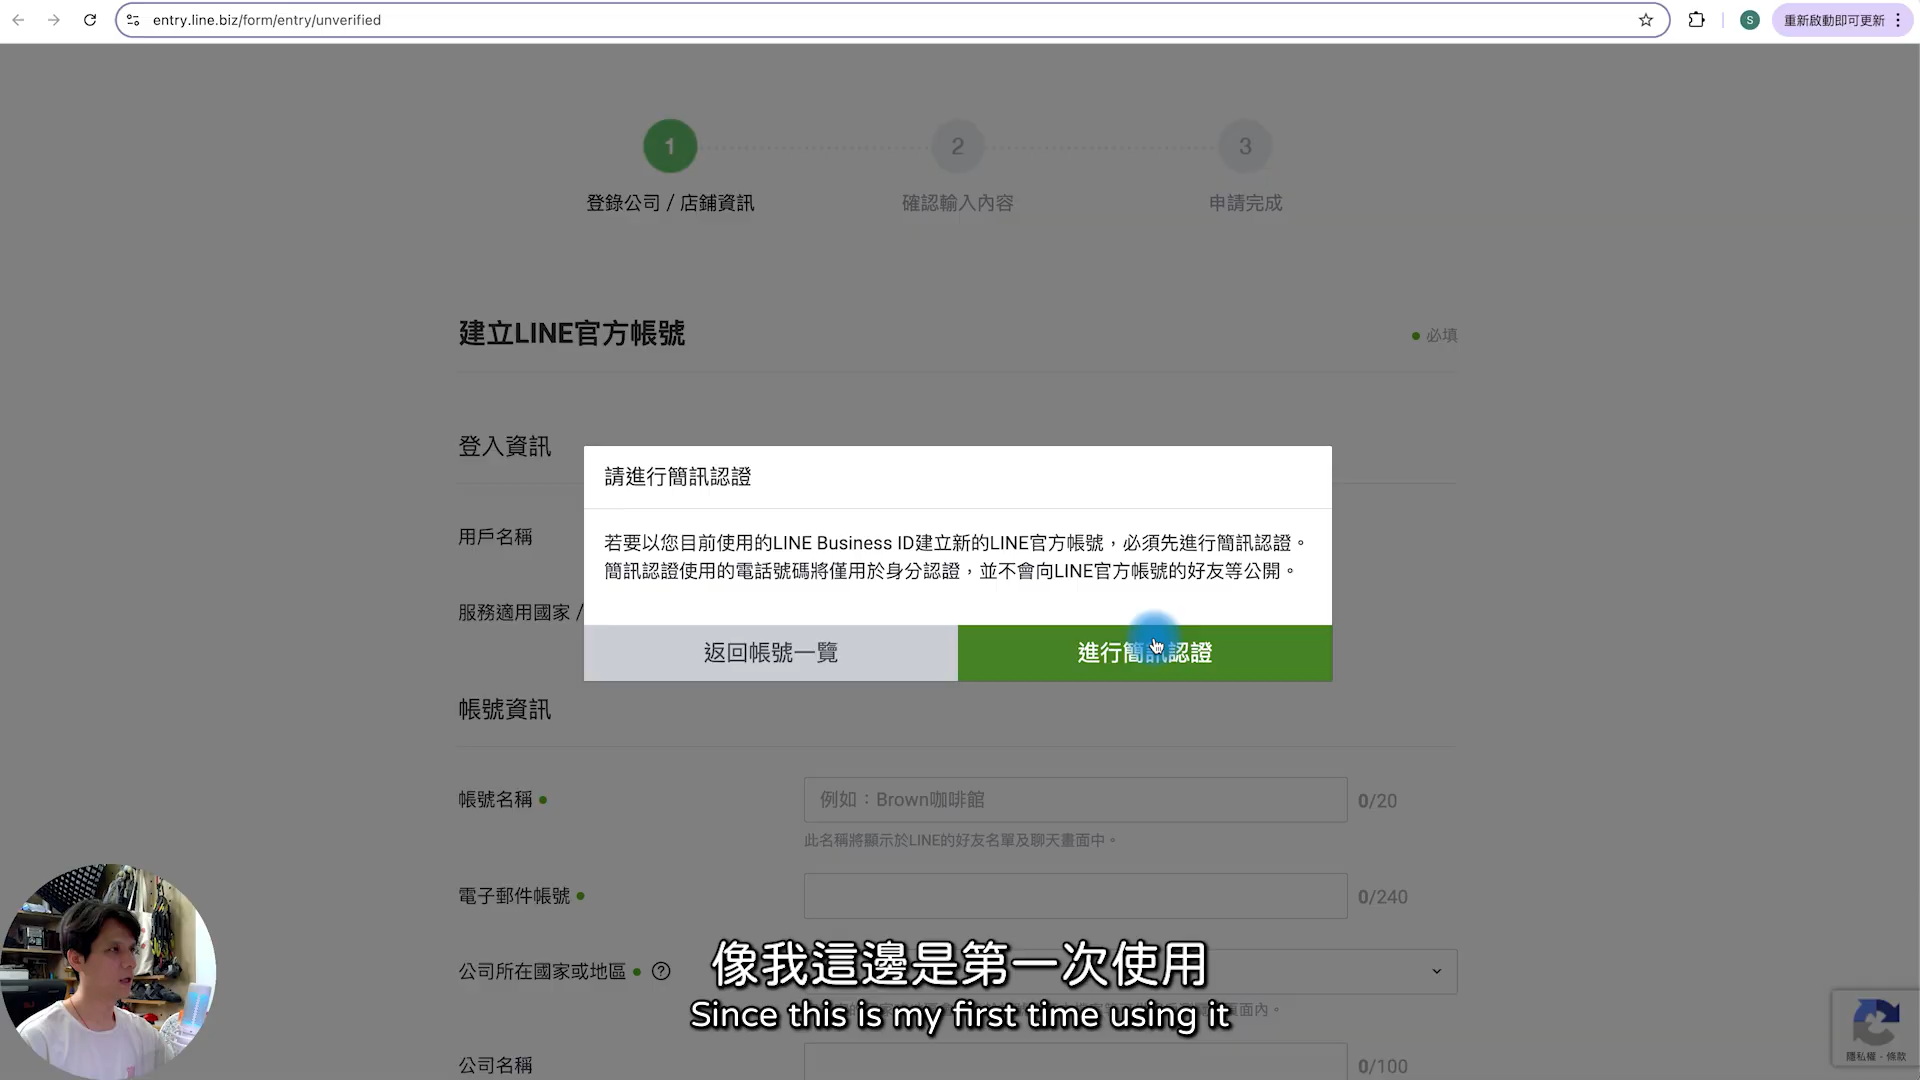 entry.line.biz/form/entry/unverified
S
重新啟動即可更新
1
2
3
登錄公司 / 店鋪資訊
確認輸入內容
申請完成
建立LINE官方帳號
必填
登入資訊
請進行簡訊認證
若要以您目前使用的LINE Business ID建立新的LINE官方帳號，必須先進行簡訊認證。
簡訊認證使用的電話號碼將僅用於身分認證，並不會向LINE官方帳號的好友等公開。
用戶名稱
服務適用國家 /
返回帳號一覽
進行簡訊認證
帳號資訊
帳號名稱
例如：Brown咖啡館
0/20
此名稱將顯示於LINE的好友名單及聊天畫面中。
電子郵件帳號
0/240
公司所在國家或地區
像我這邊是第一次使用
Since this is my first time using it
頁面內。
公司名稱
0/100
隱私權 - 條款